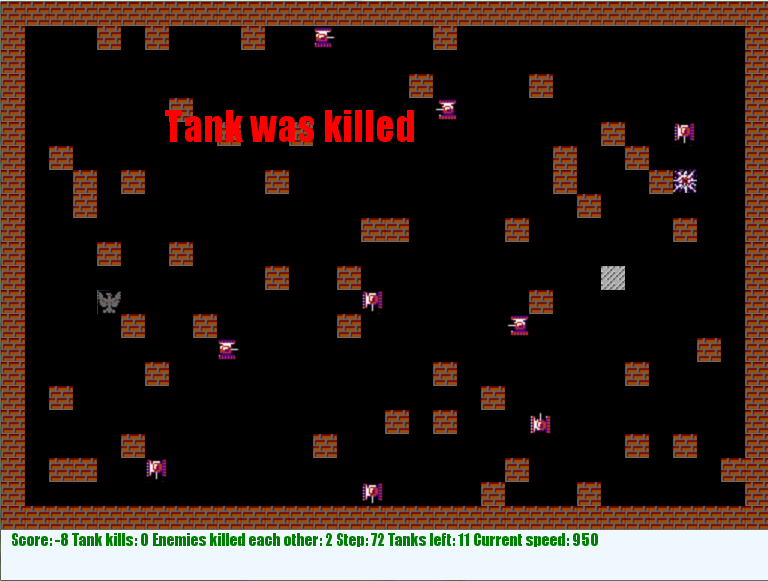 Tank was killed
Score: -8 Tank kills: 0 Enemies killed each other: 2 Step: 72 Tanks left: 11 Current speed: 950